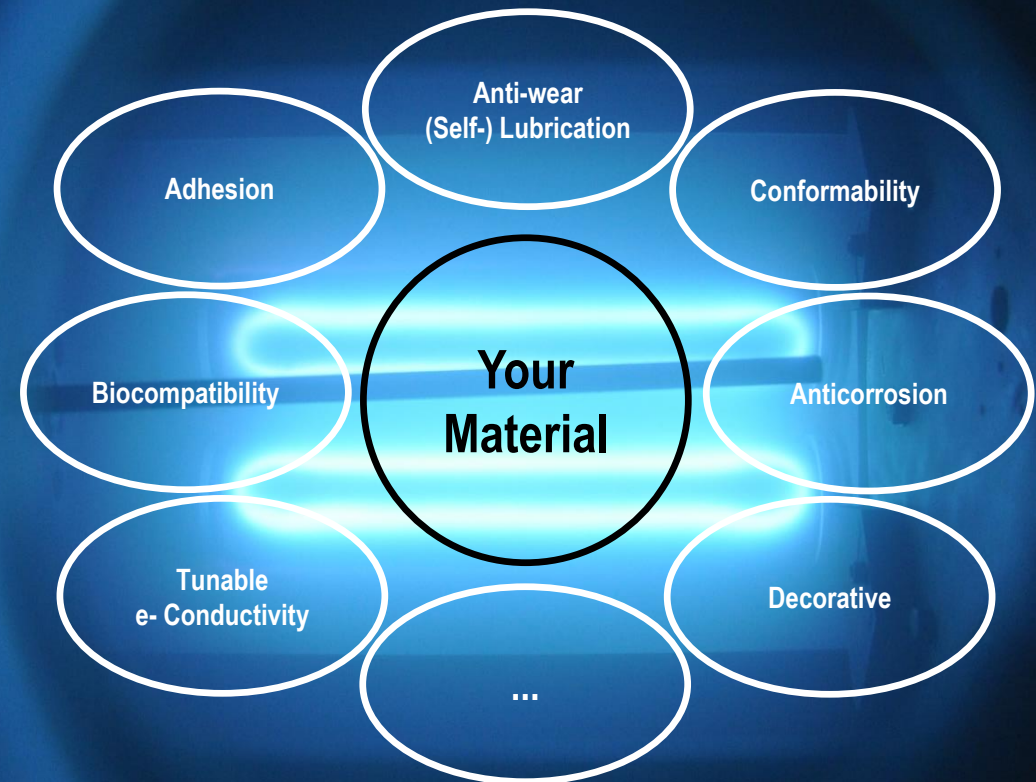 Anti-wear
(Self-) Lubrication
Adhesion
Conformability
Your
Material
Biocompatibility
Anticorrosion
Tunable
e- Conductivity
Decorative
...